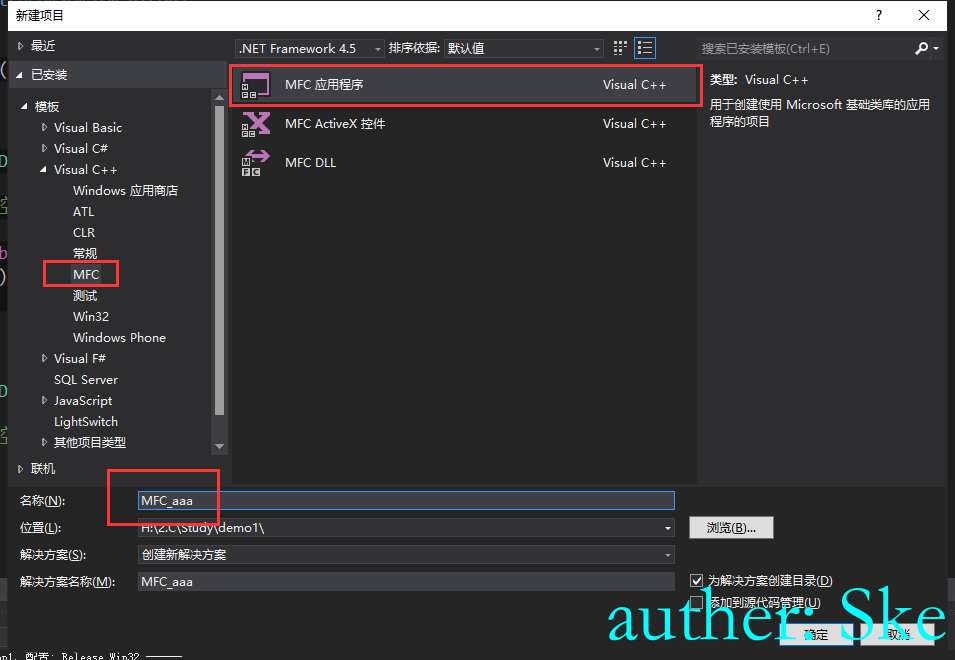 新建项目
?
最近
.NET Framework 4.5
排序依据:
默认值
搜索已安装模板(Ctrl+E)
已安装
模板
Visual Basic
Visual C#
Visual C++
Windows 应用商店
ATL
CLR
常规
MFC
测试
Win32
Windows Phone
Visual F#
SQL Server
JavaScript
LightSwitch
其他项目类型
联机
MFC 应用程序 Visual C++
MFC ActiveX 控件 Visual C++
MFC DLL Visual C++
类型: Visual C++
用于创建使用 Microsoft 基础类库的应用
程序的项目
名称(N): MFC_aaa
位置(L): H:\2.C\Study\demo1\
浏览(B)...
解决方案(S): 创建新解决方案
解决方案名称(M): MFC_aaa
为解决方案创建目录(D)
添加到源代码管理(U)
确定
取消
auther: Ske
配置: Release Win32